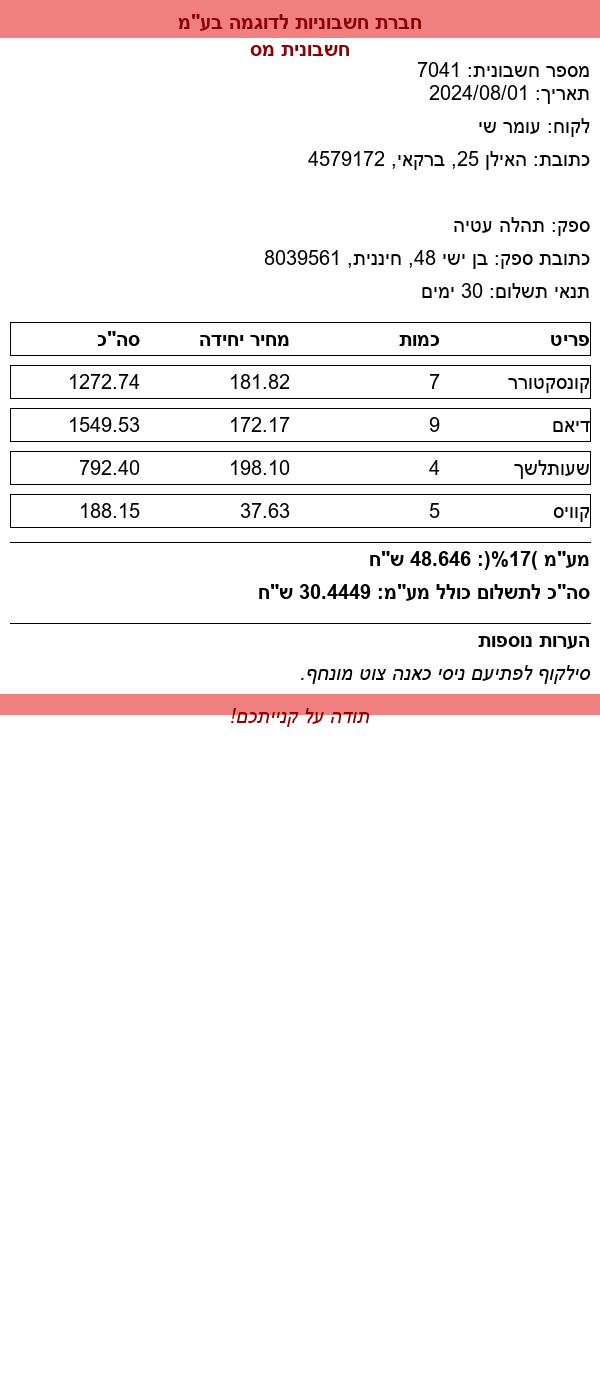 חברת חשבוניות לדוגמה בע"מ
חשבונית מס
מספר חשבונית: 7041
תאריך: 2024/08/01
לקוח: עומר שי
כתובת: האילן 25, ברקאי, 4579172
ספק: תהלה עטיה
כתובת ספק: בן ישי 48, חיננית, 8039561
תנאי תשלום: 30 ימים
פריט כמות מחיר יחידה סה"כ
קונסקטורר 7 181.82 1272.74
דיאם 9 172.17 1549.53
שעותלשך 4 198.10 792.40
קוויס 5 37.63 188.15
מע"מ )17%(: 48.646 ש"ח
סה"כ לתשלום כולל מע"מ: 30.4449 ש"ח
הערות נוספות
סילקוף לפתיעם ניסי כאנה צוט מונחף.
תודה על קנייתכם!